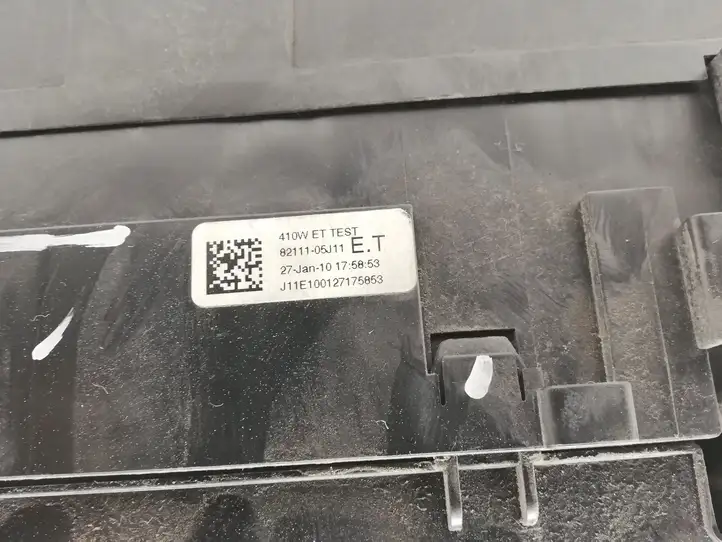 410W ET TEST
82111-05J11 E.T
27-Jan-10 17:58:53
J11E100127175853